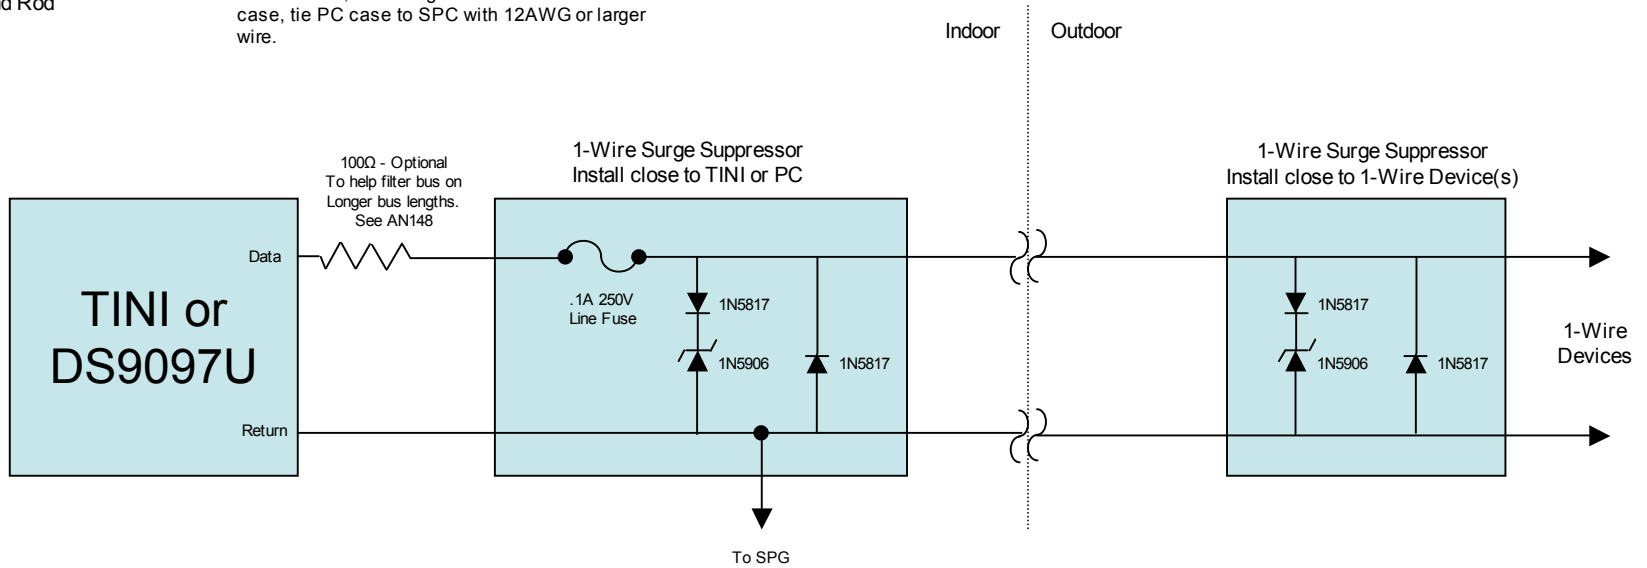 nd Rod
case, tie PC case to SPC with 12AWG or larger
wire.
Indoor
Outdoor
100Ω - Optional
To help filter bus on
Longer bus lengths.
See AN148
1-Wire Surge Suppressor
Install close to TINI or PC
1-Wire Surge Suppressor
Install close to 1-Wire Device(s)
Data
TINI or
DS9097U
Return
.1A 250V
Line Fuse
1N5817
1N5906
1N5817
1N5817
1N5906
1N5817
1-Wire
Devices
To SPG